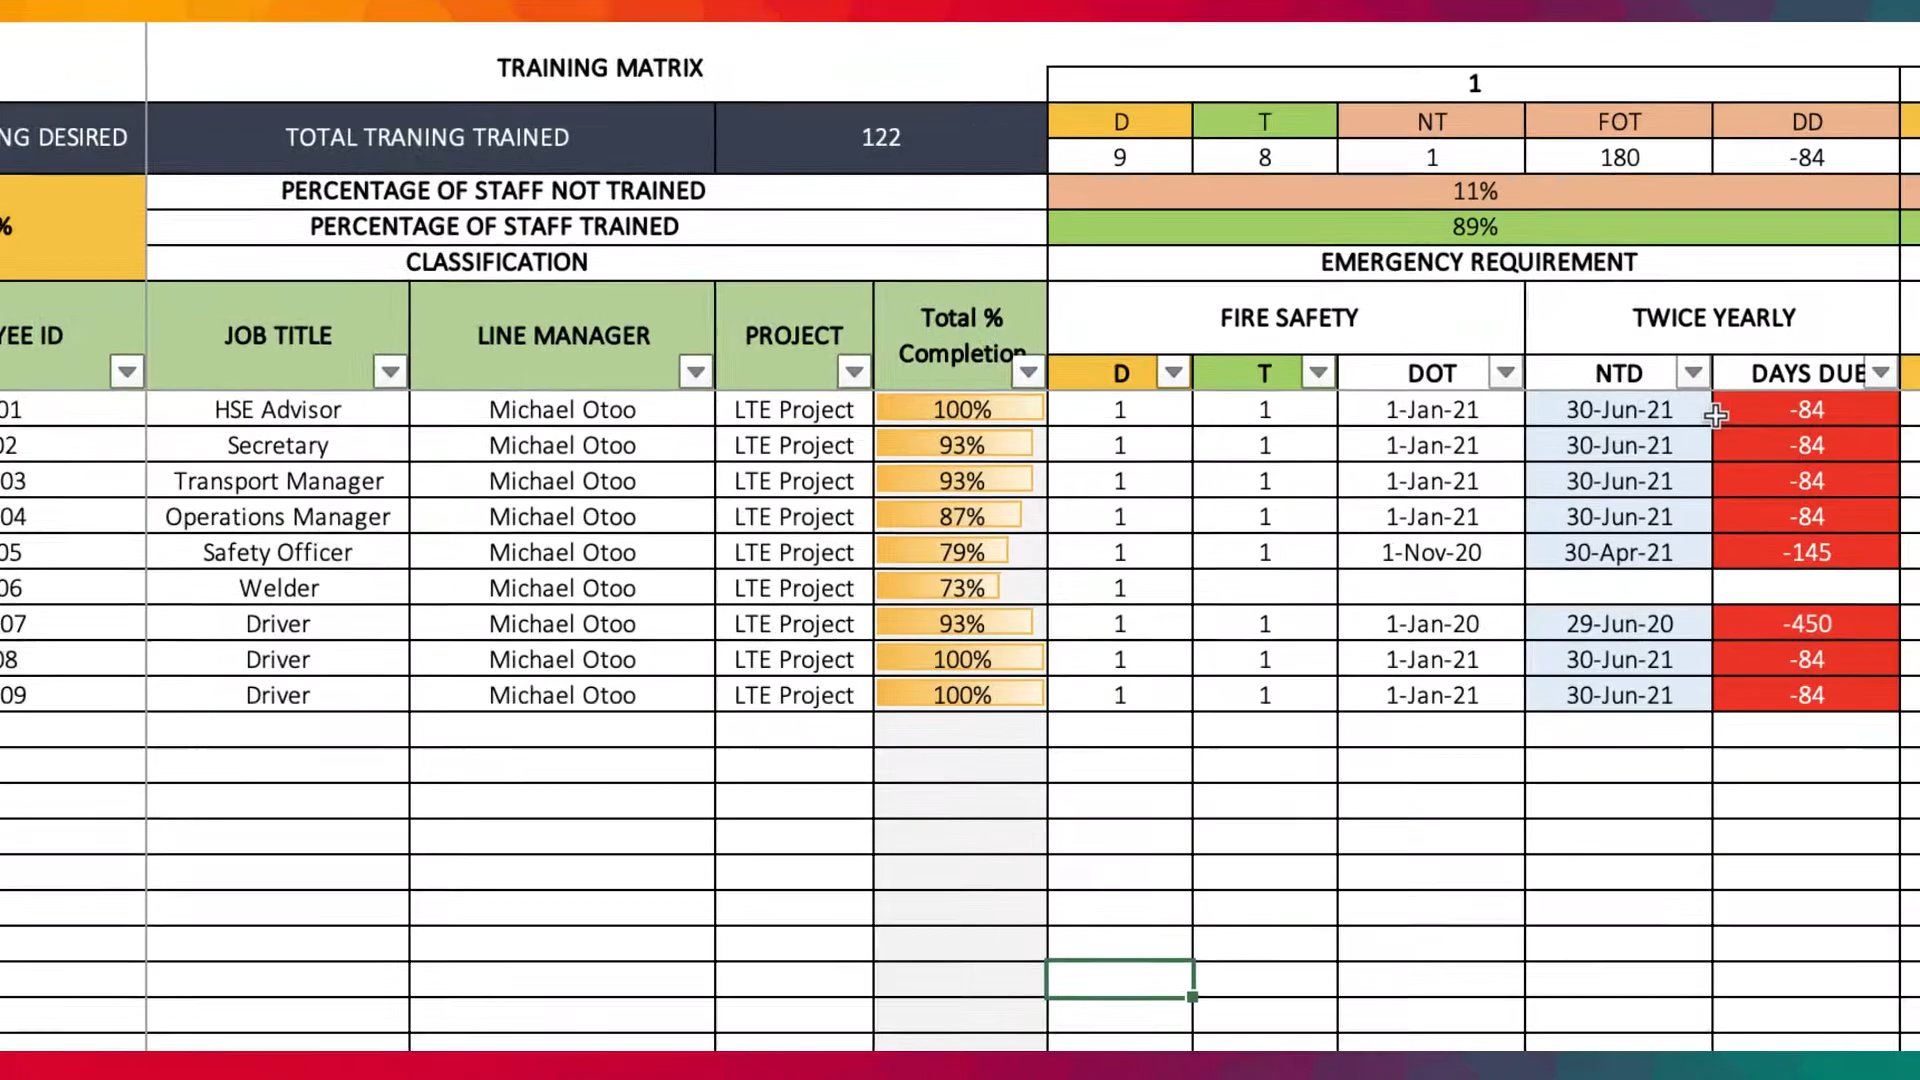 TRAINING MATRIX
1
NG DESIRED TOTAL TRANING TRAINED 122 D T NT FOT DD
9 8 1 180 -84
PERCENTAGE OF STAFF NOT TRAINED 11%
% PERCENTAGE OF STAFF TRAINED 89%
CLASSIFICATION EMERGENCY REQUIREMENT
YEE ID JOB TITLE LINE MANAGER PROJECT Total % Completion FIRE SAFETY TWICE YEARLY
D T DOT NTD DAYS DUE
01 HSE Advisor Michael Otoo LTE Project 100% 1 1 1-Jan-21 30-Jun-21 -84
02 Secretary Michael Otoo LTE Project 93% 1 1 1-Jan-21 30-Jun-21 -84
03 Transport Manager Michael Otoo LTE Project 93% 1 1 1-Jan-21 30-Jun-21 -84
04 Operations Manager Michael Otoo LTE Project 87% 1 1 1-Jan-21 30-Jun-21 -84
05 Safety Officer Michael Otoo LTE Project 79% 1 1 1-Nov-20 30-Apr-21 -145
06 Welder Michael Otoo LTE Project 73% 1
07 Driver Michael Otoo LTE Project 93% 1 1 1-Jan-20 29-Jun-20 -450
08 Driver Michael Otoo LTE Project 100% 1 1 1-Jan-21 30-Jun-21 -84
09 Driver Michael Otoo LTE Project 100% 1 1 1-Jan-21 30-Jun-21 -84